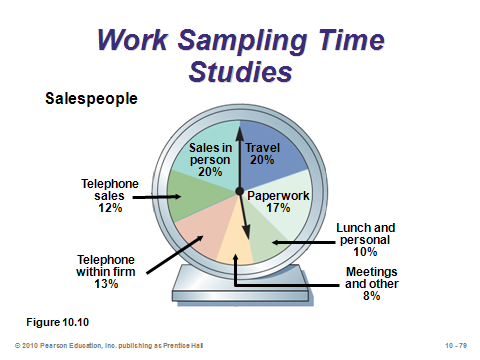 Work Sampling Time
Studies
Salespeople
Sales in
person
20%
Travel
20%
Telephone
sales
12%
Paperwork
17%
Lunch and
personal
10%
Telephone
within firm
13%
Meetings
and other
8%
Figure 10.10
© 2010 Pearson Education, Inc. publishing as Prentice Hall
10 - 79